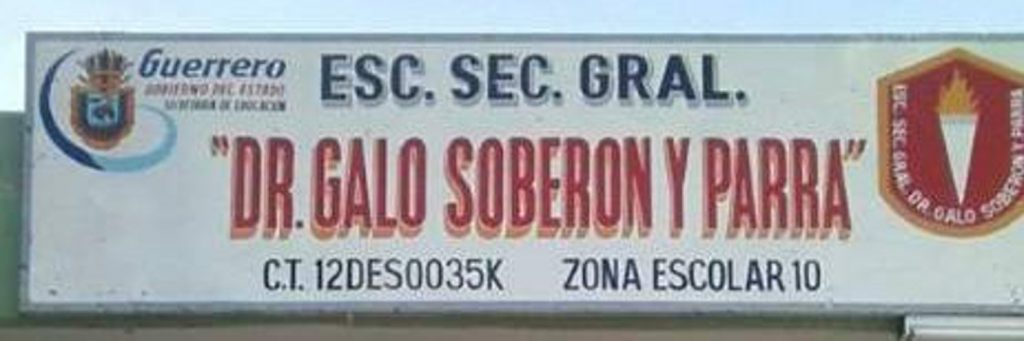 Guerrero
GOBIERNO DEL ESTADO
SECRETARÍA DE EDUCACIÓN
ESC. SEC. GRAL.
"DR. GALO SOBERON Y PARRA"
C.T. 12DES0035K ZONA ESCOLAR 10
ESC. SEC. GRAL. DR. GALO SOBERON Y PARRA